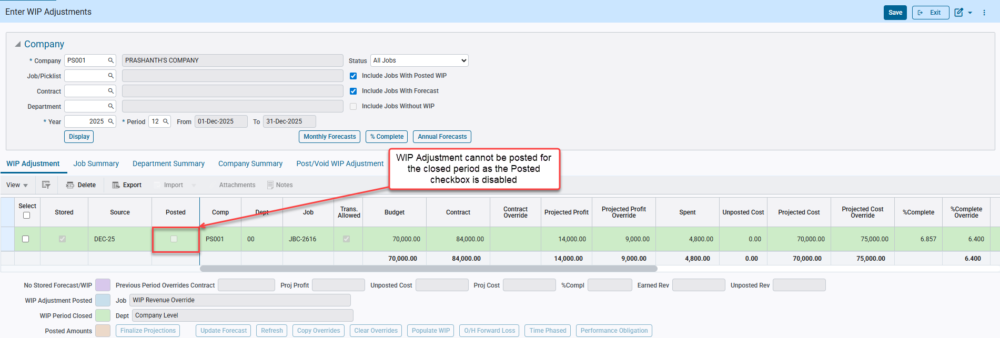 Enter WIP Adjustments
Save
Exit
Company
* Company PS001 PRASHANTH'S COMPANY Status All Jobs
Job/Picklist Include Jobs With Posted WIP
Contract Include Jobs With Forecast
Department Include Jobs Without WIP
* Year 2025 * Period 12 From 01-Dec-2025 To 31-Dec-2025
Display Monthly Forecasts % Complete Annual Forecasts
WIP Adjustment cannot be posted for
the closed period as the Posted
checkbox is disabled
WIP Adjustment Job Summary Department Summary Company Summary Post/Void WIP Adjustment
View Delete Export Import Attachments Notes
Select Stored Source Posted Comp Dept Job Trans. Allowed Budget Contract Contract Override Projected Profit Projected Profit Override Spent Unposted Cost Projected Cost Projected Cost Override %Complete %Complete Override
DEC-25 PS001 00 JBC-2616 70,000.00 84,000.00 14,000.00 9,000.00 4,800.00 0.00 70,000.00 75,000.00 6.857 6.400
70,000.00 84,000.00 14,000.00 9,000.00 4,800.00 0.00 70,000.00 75,000.00 6.400
No Stored Forecast/WIP Previous Period Overrides Contract Proj Profit Unposted Cost Proj Cost %Compl Earned Rev Unposted Rev
WIP Adjustment Posted Job WIP Revenue Override
WIP Period Closed Dept Company Level
Posted Amounts Finalize Projections Update Forecast Refresh Copy Overrides Clear Overrides Populate WIP O/H Forward Loss Time Phased Performance Obligation